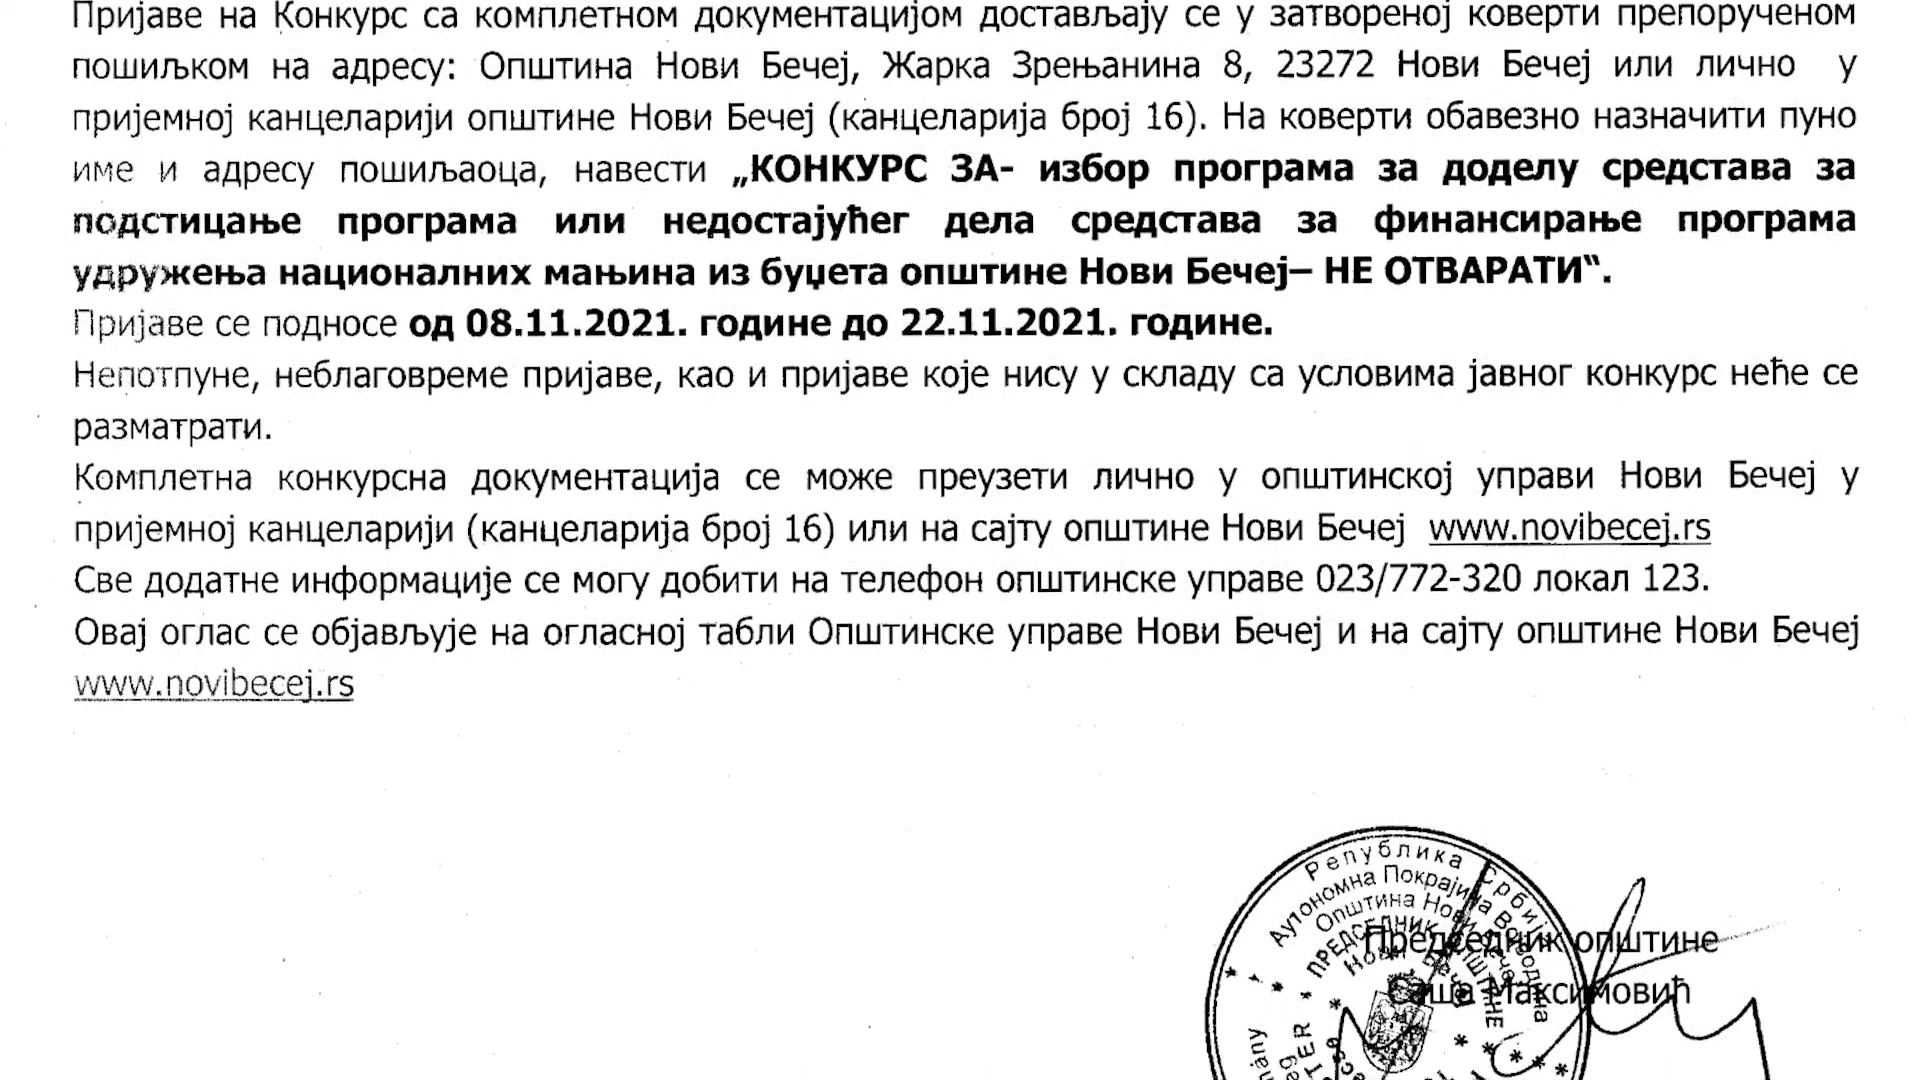 Пријаве на Конкурс са комплетном документацијом достављају се у затвореној коверти препорученом
пошиљком на адресу: Општина Нови Бечеј, Жарка Зрењанина 8, 23272 Нови Бечеј или лично у
пријемној канцеларији општине Нови Бечеј (канцеларија број 16). На коверти обавезно назначити пуно
име и адресу пошиљаоца, навести „КОНКУРС ЗА- избор програма за доделу средстава за
подстицање програма или недостајућег дела средстава за финансирање програма
удружења националних мањина из буџета општине Нови Бечеј– НЕ ОТВАРАТИ“.
Пријаве се подносе од 08.11.2021. године до 22.11.2021. године.
Непотпуне, неблаговреме пријаве, као и пријаве које нису у складу са условима јавног конкурс неће се
разматрати.
Комплетна конкурсна документација се може преузети лично у општинској управи Нови Бечеј у
пријемној канцеларији (канцеларија број 16) или на сајту општине Нови Бечеј www.novibecej.rs
Све додатне информације се могу добити на телефон општинске управе 023/772-320 локал 123.
Овај оглас се објављује на огласној табли Општинске управе Нови Бечеј и на сајту општине Нови Бечеј
www.novibecej.rs
Република Србија
Аутономна Покрајина Војводина
Општина Нови Бечеј
ПРЕДСЕДНИК ОПШТИНЕ
Нови Бечеј
Председник општине
Саша Максимовић